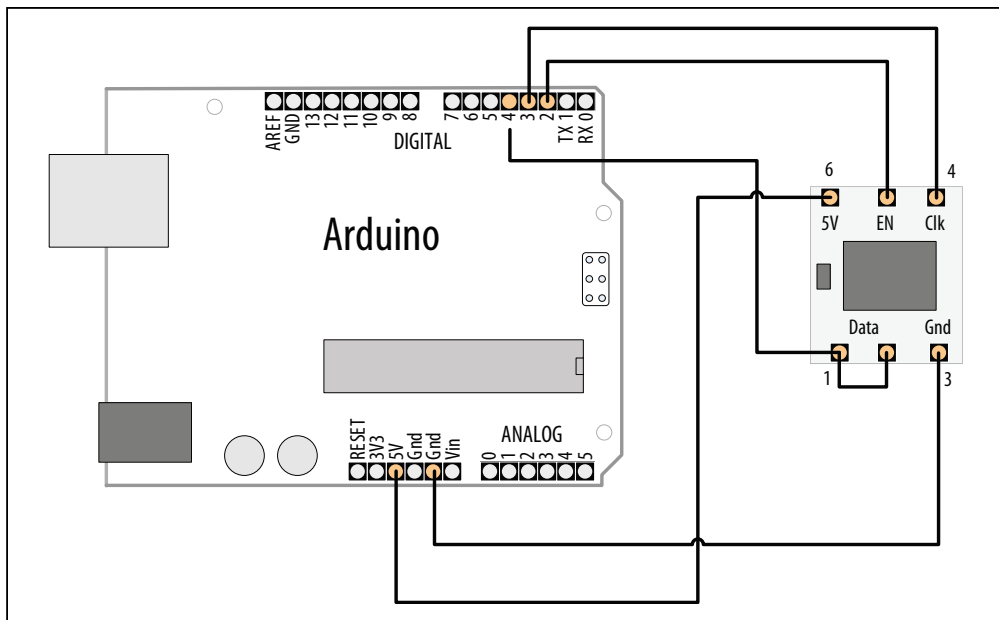 AREF
GND
13
12
11
10
9
8
7
6
5
4
3
2
TX 1
RX 0
DIGITAL
Arduino
6
4
5V
EN
Clk
Data
Gnd
1
3
RESET
3V3
5V
Gnd
Gnd
Vin
ANALOG
0
1
2
3
4
5